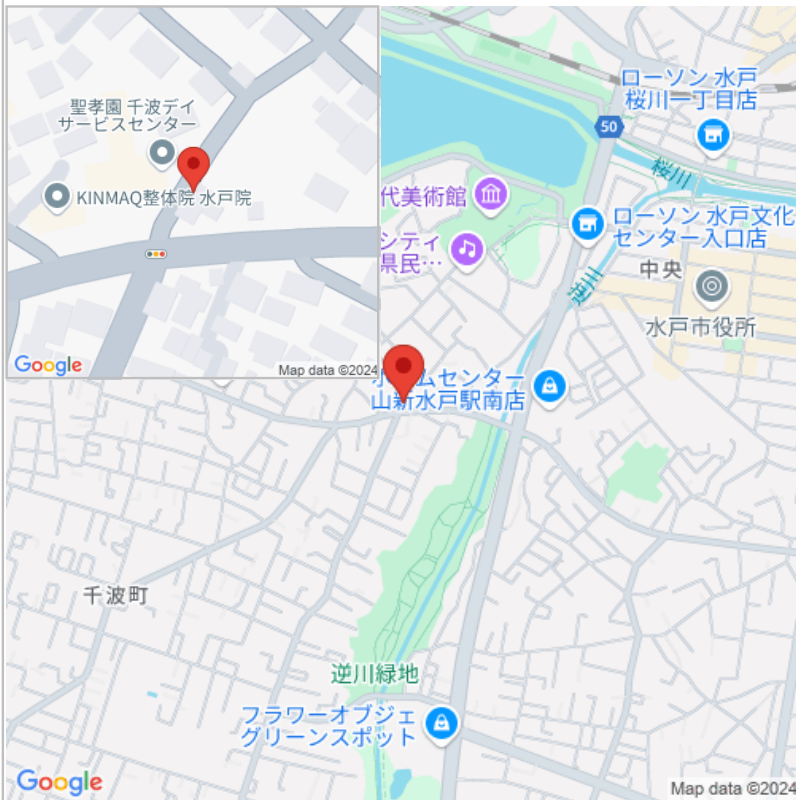 聖孝園 千波デイ
サービスセンター
KINMAQ整体院 水戸院
Google
Map data ©2024
ローソン 水戸
桜川一丁目店
50
桜川
代美術館
ローソン 水戸文化
センター入口店
シティ
県民…
逆川
中央
水戸市役所
ムセンター
山新水戸駅南店
千波町
逆川緑地
フラワーオブジェ
グリーンスポット
Google
Map data ©2024